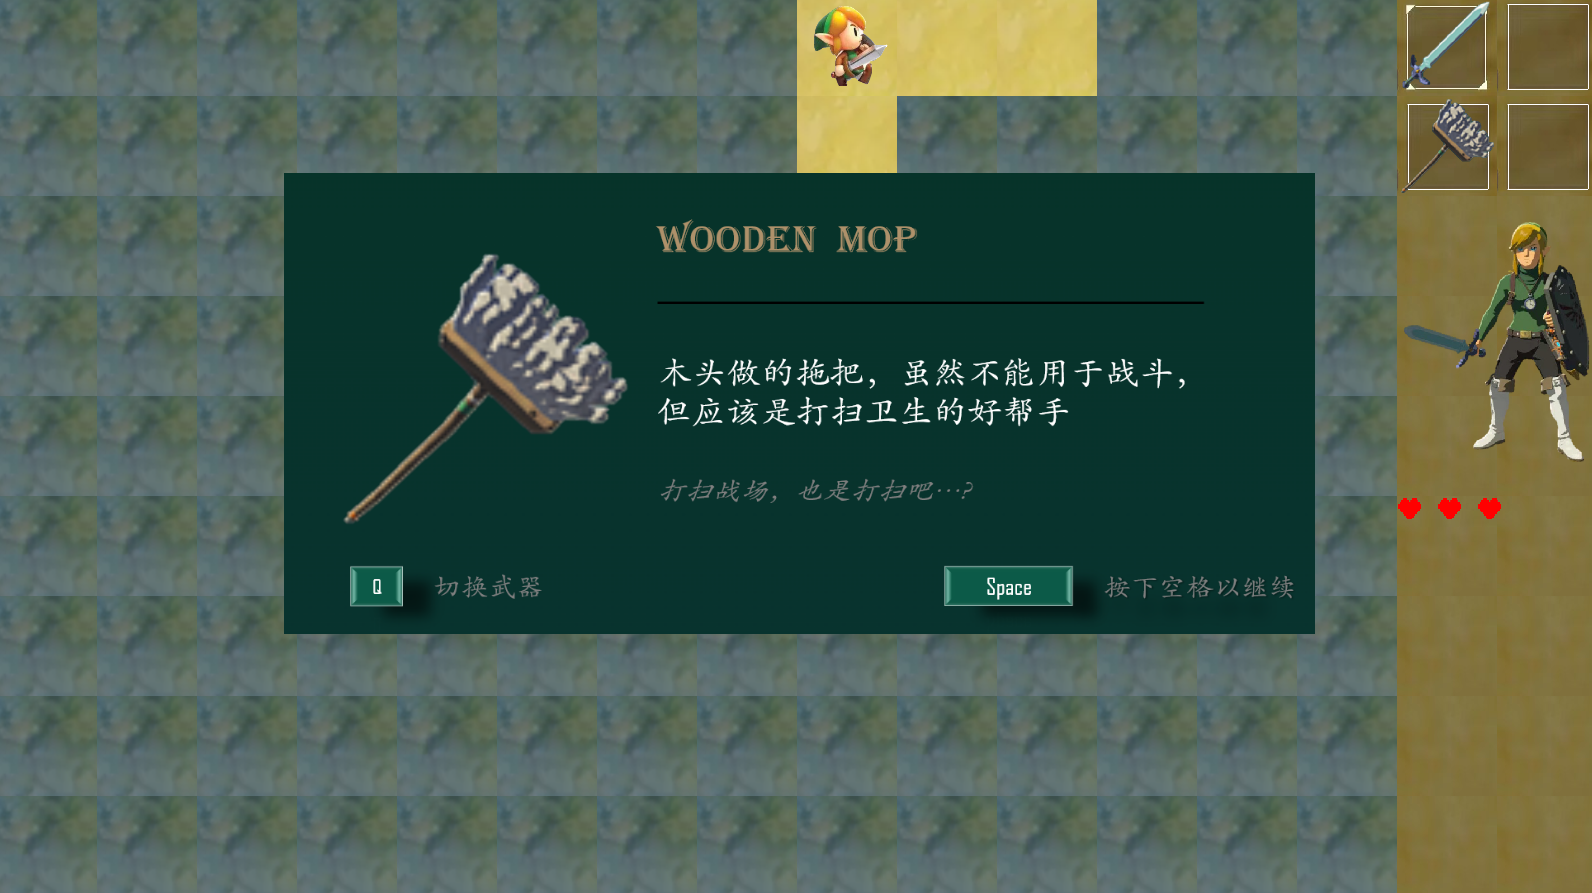 WOODEN MOP
木头做的拖把，虽然不能用于战斗，
但应该是打扫卫生的好帮手
打扫战场，也是打扫吧…?
Q 切换武器
Space 按下空格以继续